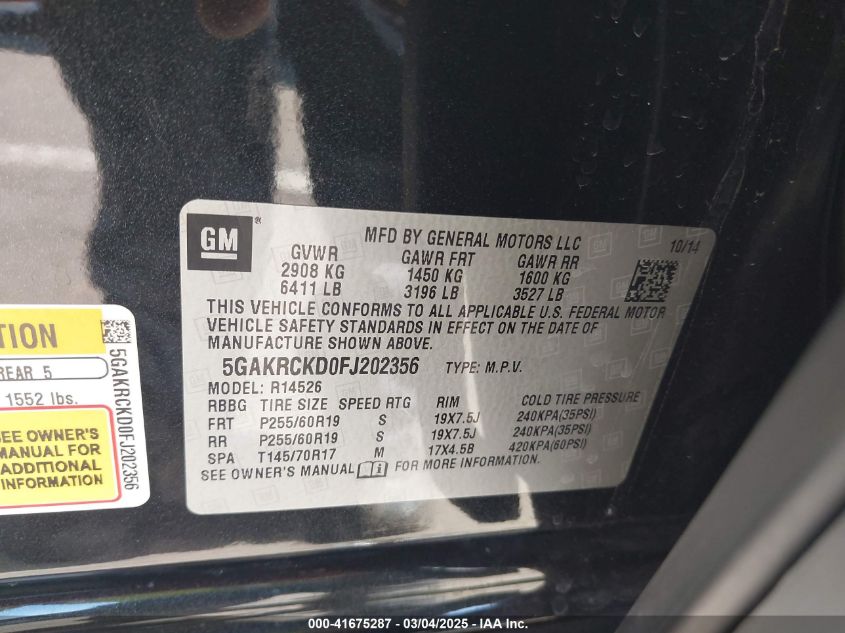 GM
®
MFD BY GENERAL MOTORS LLC
10/14
GVWR GAWR FRT GAWR RR
2908 KG 1450 KG 1600 KG
6411 LB 3196 LB 3527 LB
THIS VEHICLE CONFORMS TO ALL APPLICABLE U.S. FEDERAL MOTOR
VEHICLE SAFETY STANDARDS IN EFFECT ON THE DATE OF
MANUFACTURE SHOWN ABOVE.
5GAKRCKD0FJ202356 TYPE: M.P.V.
MODEL: R14526
RBBG TIRE SIZE SPEED RTG RIM COLD TIRE PRESSURE
FRT P255/60R19 S 19X7.5J 240KPA(35PSI)
RR P255/60R19 S 19X7.5J 240KPA(35PSI)
SPA T145/70R17 M 17X4.5B 420KPA(60PSI)
SEE OWNER'S MANUAL FOR MORE INFORMATION.
REAR 5
1552 lbs.
SEE OWNER'S
MANUAL FOR
ADDITIONAL
INFORMATION
5GAKRCKD0FJ202356
000-41675287 - 03/04/2025 - IAA Inc.